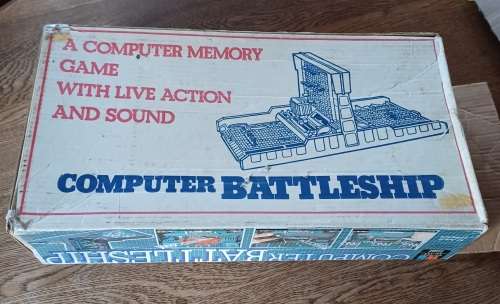 A COMPUTER MEMORY
GAME
WITH LIVE ACTION
AND SOUND
COMPUTER BATTLESHIP
COMPUTER BATTLESHIP